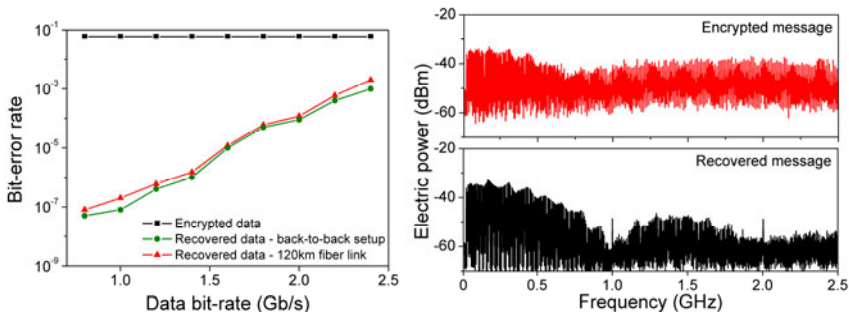 10⁻¹
10⁻³
10⁻⁵
10⁻⁷
10⁻⁹
Bit-error rate
Encrypted data
Recovered data - back-to-back setup
Recovered data - 120km fiber link
1.0 1.5 2.0 2.5
Data bit-rate (Gb/s)
-20
-40
-60
-20
-40
-60
Electric power (dBm)
Encrypted message
Recovered message
0.0 0.5 1.0 1.5 2.0 2.5
Frequency (GHz)